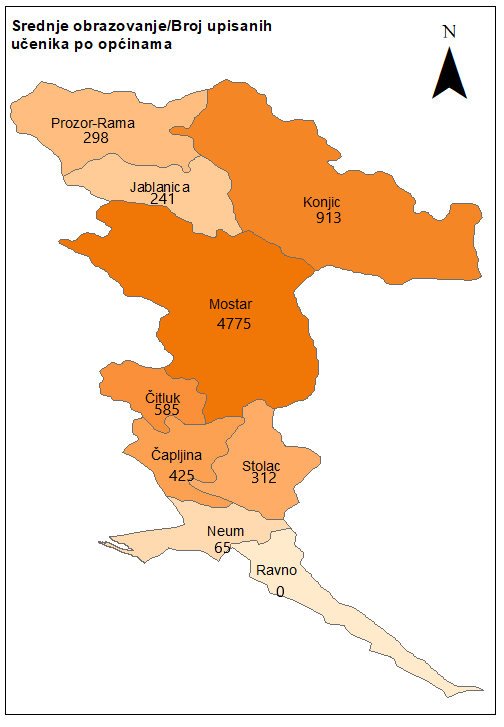 Srednje obrazovanje/Broj upisanih
učenika po općinama
N
Prozor-Rama
298
Jablanica
241
Konjic
913
Mostar
4775
Čitluk
585
Čapljina
425
Stolac
312
Neum
65
Ravno
0